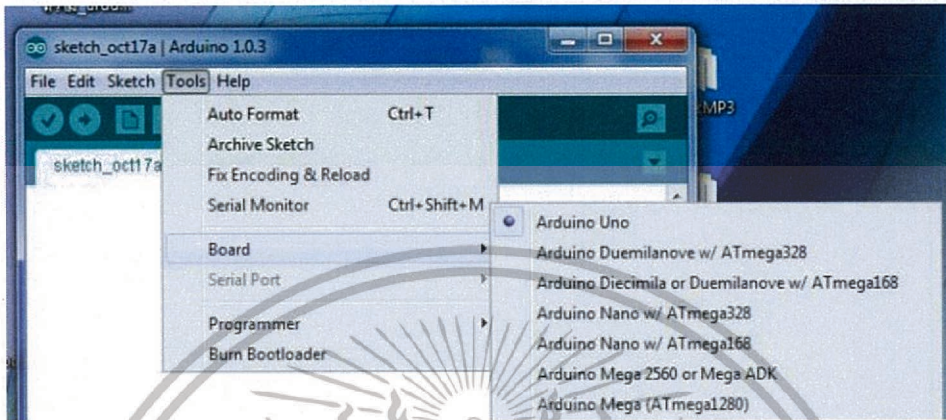 sketch_oct17a | Arduino 1.0.3
File Edit Sketch Tools Help
Auto Format Ctrl+T
MP3
Archive Sketch
sketch_oct17a
Fix Encoding & Reload
Serial Monitor Ctrl+Shift+M
Arduino Uno
Board
Arduino Duemilanove w/ ATmega328
Serial Port
Arduino Diecimila or Duemilanove w/ ATmega168
Arduino Nano w/ ATmega328
Programmer
Arduino Nano w/ ATmega168
Burn Bootloader
Arduino Mega 2560 or Mega ADK
Arduino Mega (ATmega1280)